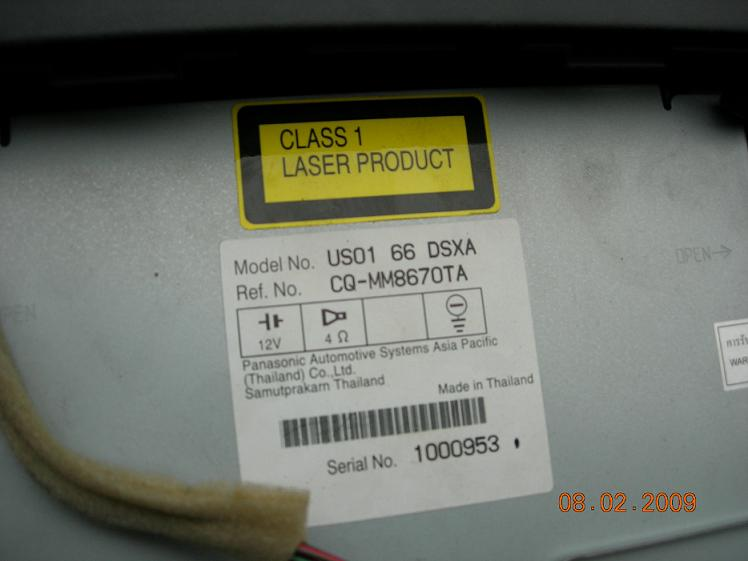 CLASS 1
LASER PRODUCT
Model No. US01 66 DSXA
Ref. No. CQ-MM8670TA
12V
4 Ω
Panasonic Automotive Systems Asia Pacific
(Thailand) Co.,Ltd.
Samutprakarn Thailand
Made in Thailand
Serial No. 1000953
OPEN→
08.02.2009